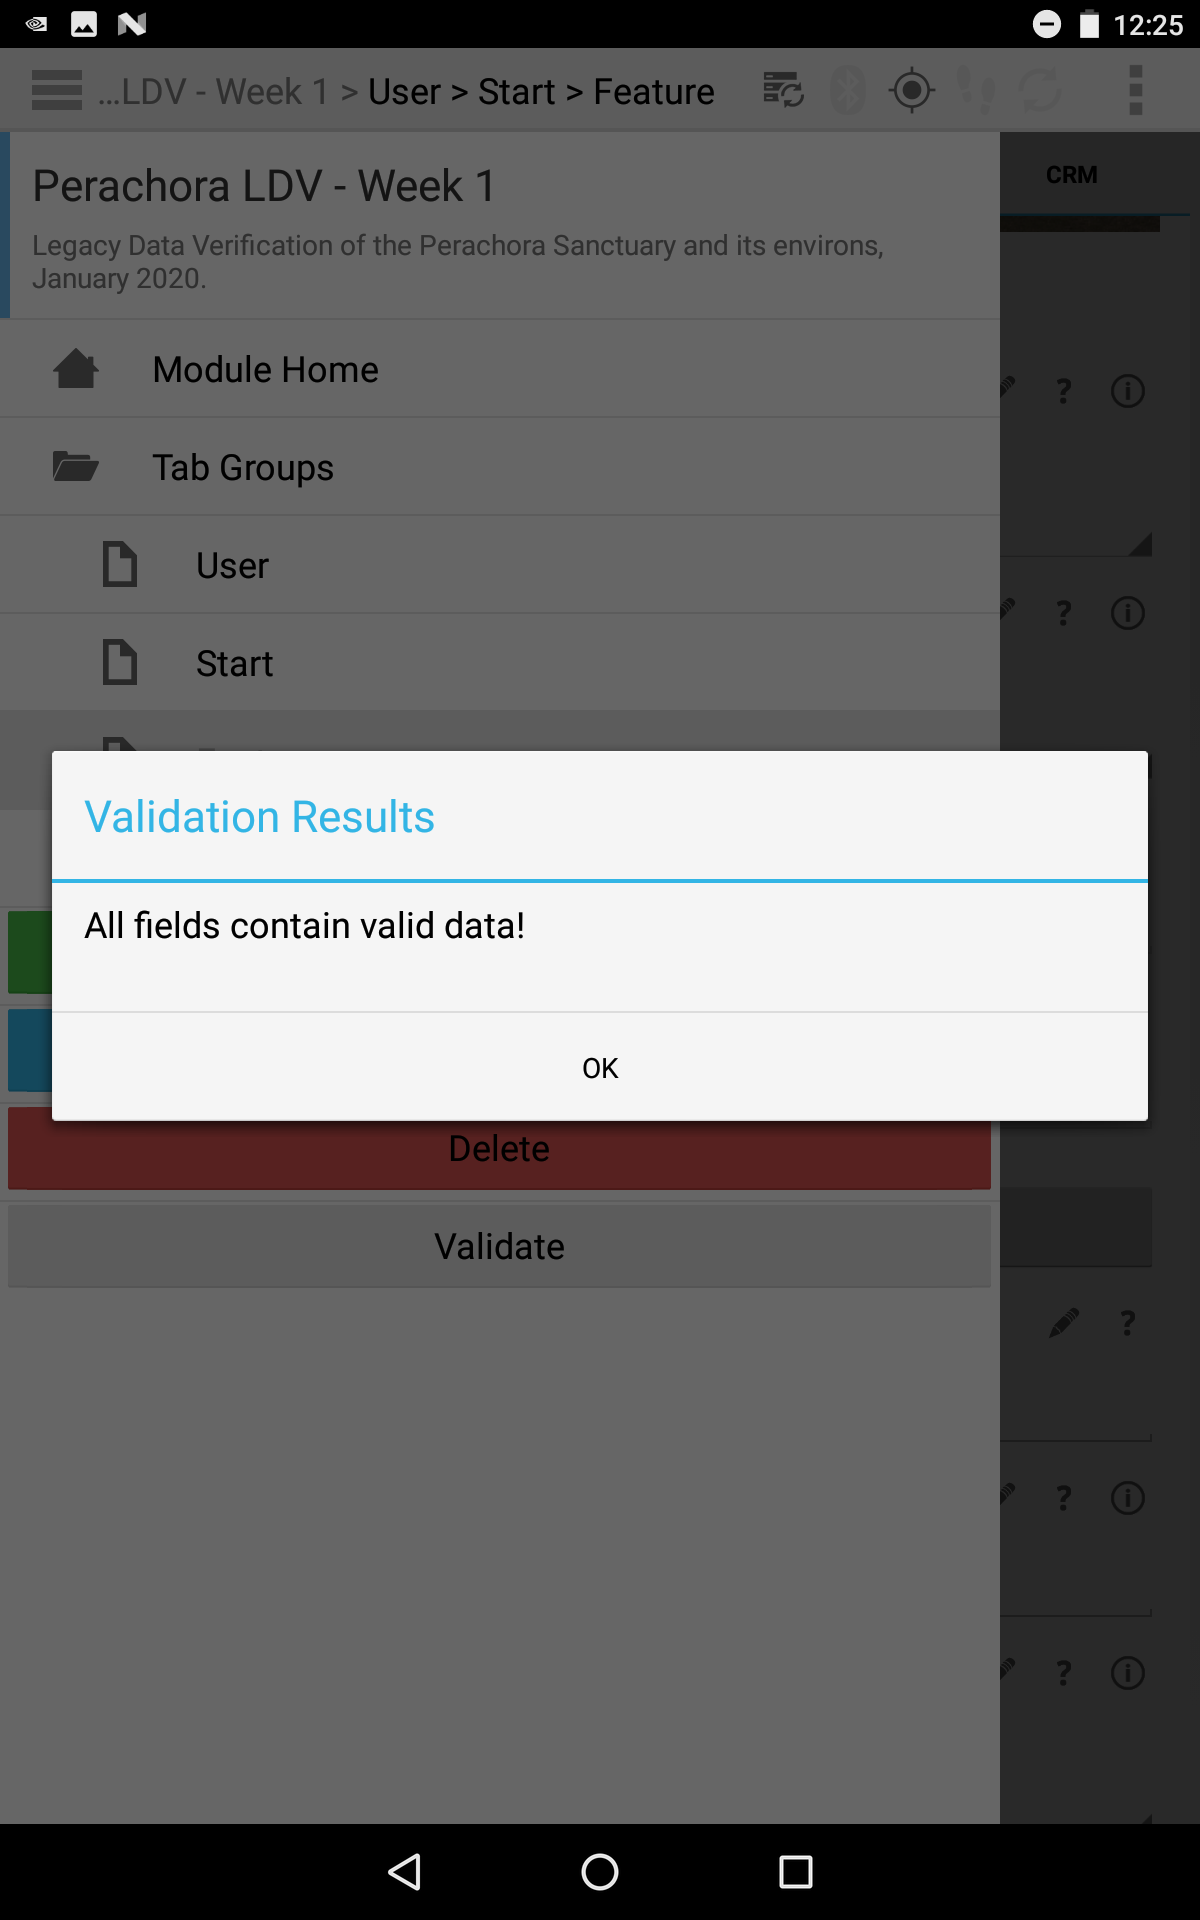 12:25
...LDV - Week 1 > User > Start > Feature
Perachora LDV - Week 1
CRM
Legacy Data Verification of the Perachora Sanctuary and its environs,
January 2020.
Module Home
?
Tab Groups
User
?
Start
Validation Results
All fields contain valid data!
OK
Delete
Validate
?
?
?